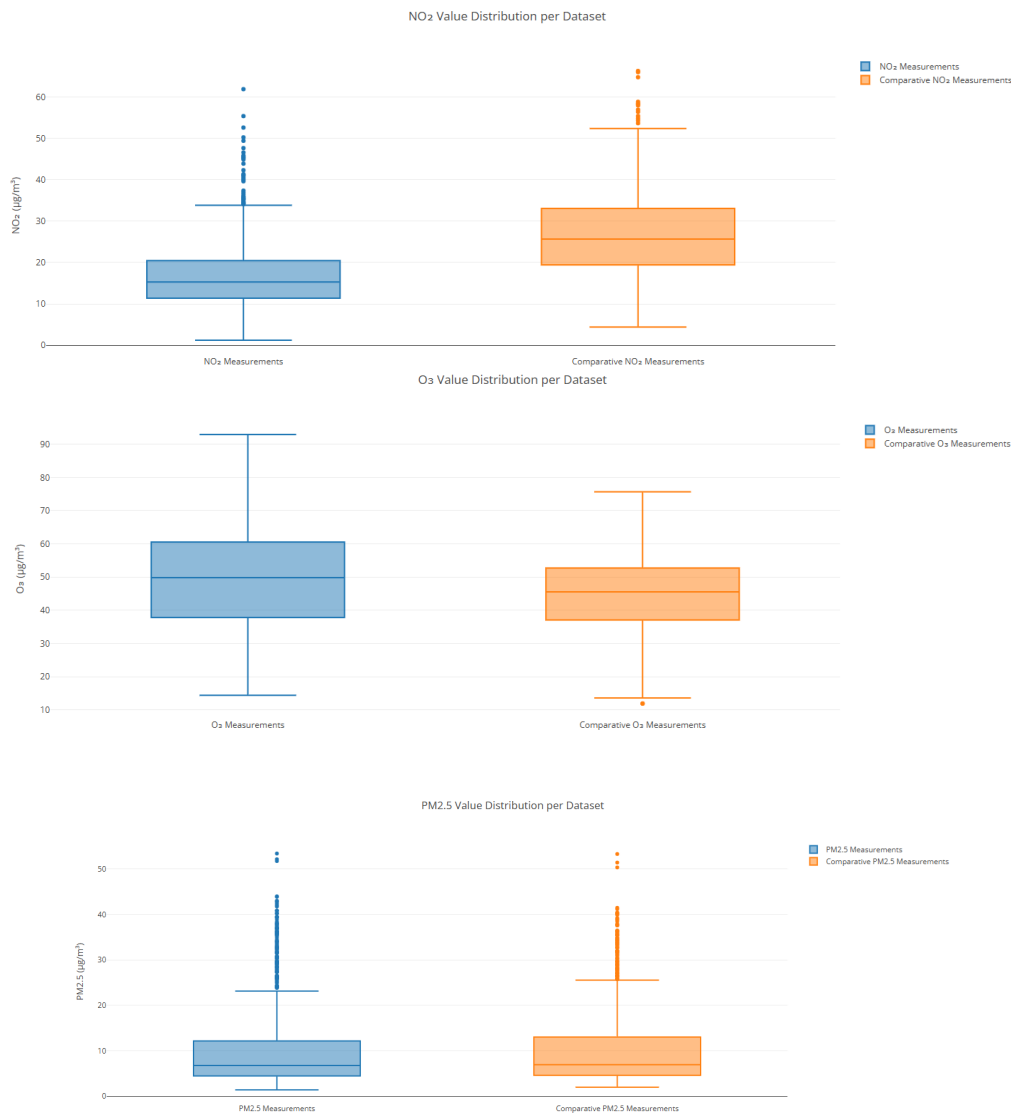 NO₂ Value Distribution per Dataset
NO₂ Measurements
Comparative NO₂ Measurements
60
50
40
30
20
10
0
NO₂ (μg/m³)
NO₂ Measurements
Comparative NO₂ Measurements
O₃ Value Distribution per Dataset
O₃ Measurements
Comparative O₃ Measurements
90
80
70
60
50
40
30
20
10
O₃ (μg/m³)
O₃ Measurements
Comparative O₃ Measurements
PM2.5 Value Distribution per Dataset
PM2.5 Measurements
Comparative PM2.5 Measurements
50
40
30
20
10
0
PM2.5 (μg/m³)
PM2.5 Measurements
Comparative PM2.5 Measurements